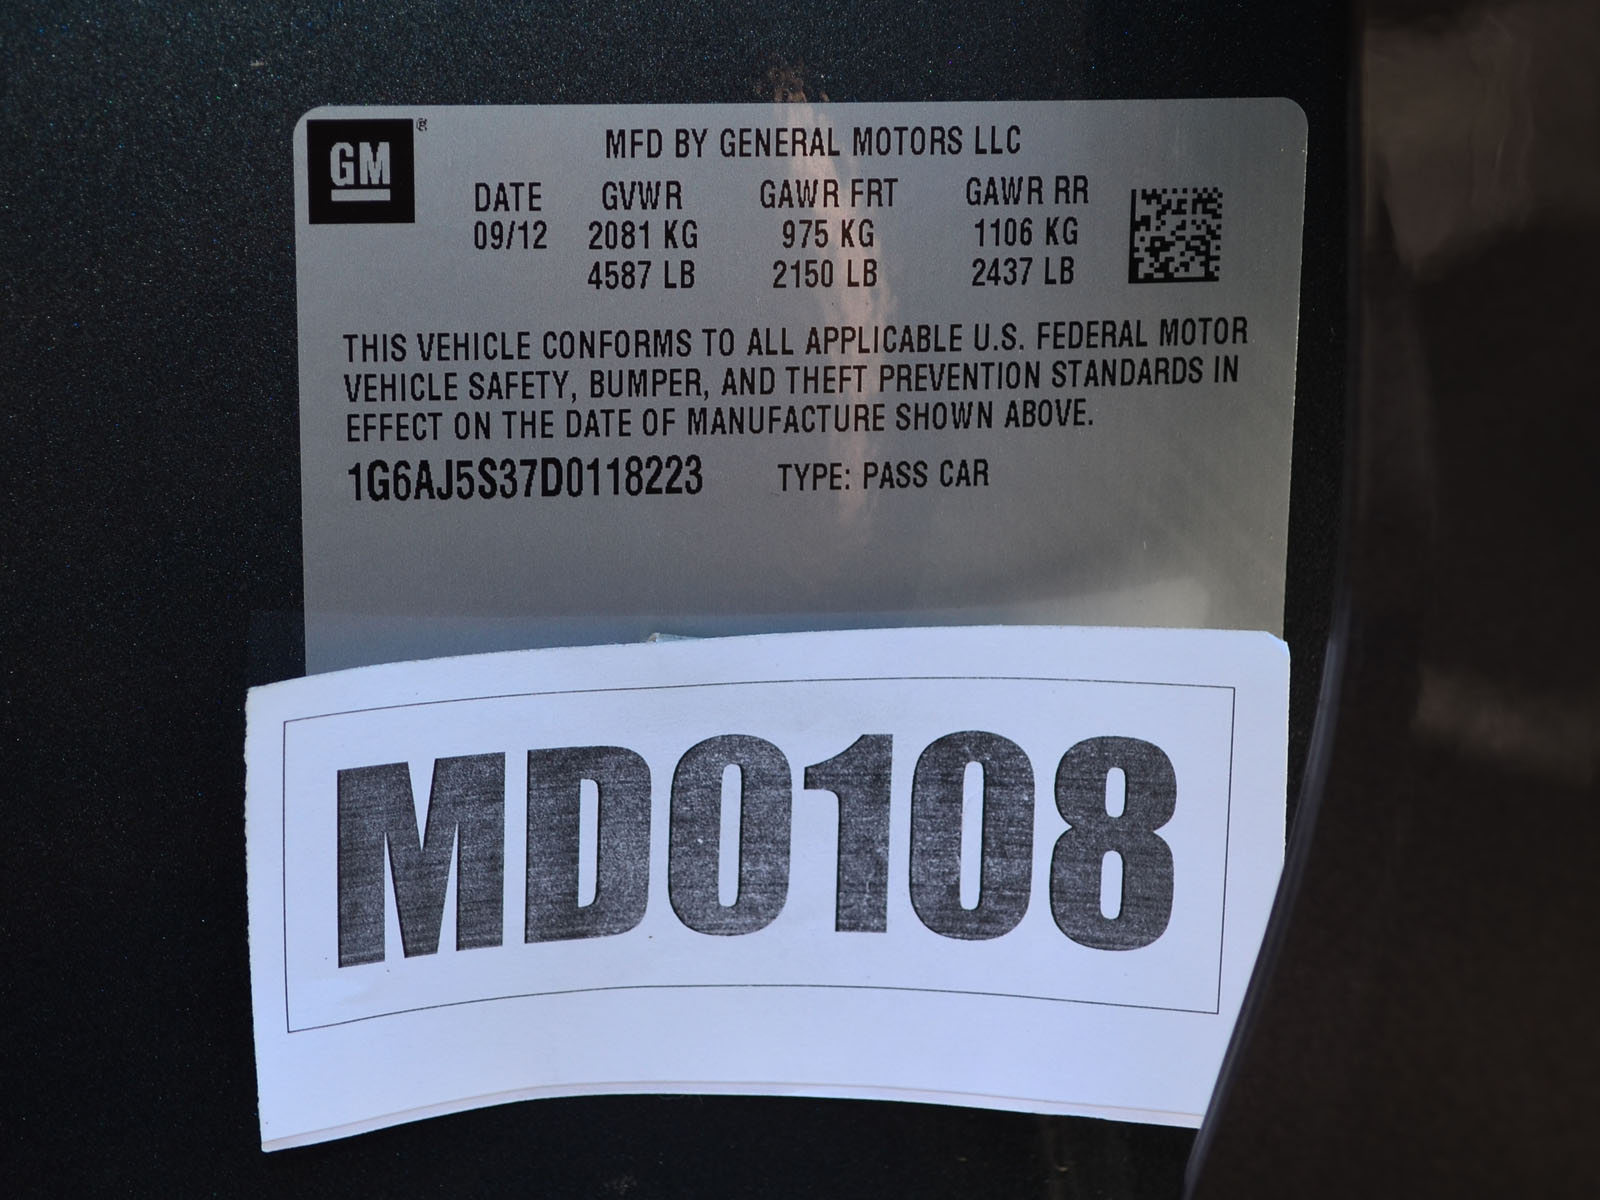 GM®
MFD BY GENERAL MOTORS LLC
DATE GVWR GAWR FRT GAWR RR
09/12 2081 KG 975 KG 1106 KG
4587 LB 2150 LB 2437 LB
THIS VEHICLE CONFORMS TO ALL APPLICABLE U.S. FEDERAL MOTOR
VEHICLE SAFETY, BUMPER, AND THEFT PREVENTION STANDARDS IN
EFFECT ON THE DATE OF MANUFACTURE SHOWN ABOVE.
1G6AJ5S37D0118223 TYPE: PASS CAR
MD0108